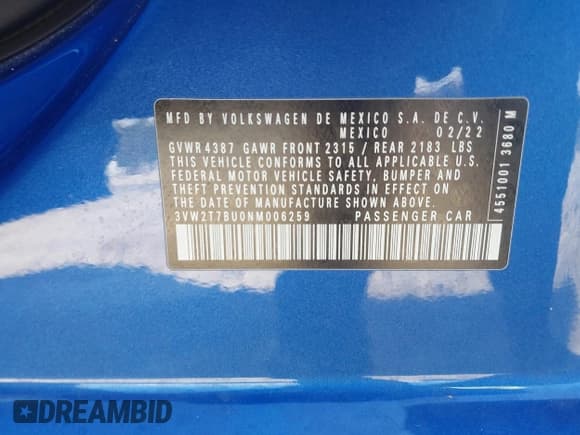 MFD BY VOLKSWAGEN DE MEXICO S.A. DE C.V.
MEXICO 02/22
GVWR 4387 GAWR FRONT 2315 / REAR 2183 LBS
THIS VEHICLE CONFORMS TO ALL APPLICABLE U.S.
FEDERAL MOTOR VEHICLE SAFETY, BUMPER AND
THEFT PREVENTION STANDARDS IN EFFECT ON
THE DATE OF MANUFACTURE SHOWN ABOVE.
3VW2T7BU0NM006259 PASSENGER CAR
4551001 3680 M
DREAMBID